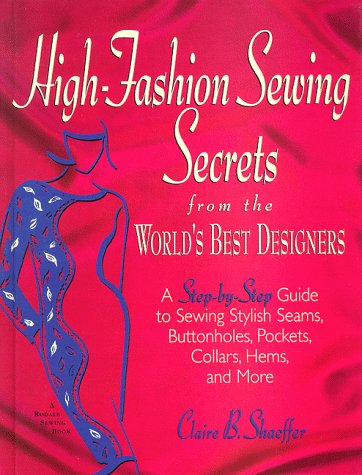 High-Fashion Sewing
Secrets
from the
WORLD'S BEST DESIGNERS
A Step-by-Step Guide
to Sewing Stylish Seams,
Buttonholes, Pockets,
Collars, Hems,
and More
Claire B. Shaeffer
A
RODALE
SEWING
BOOK